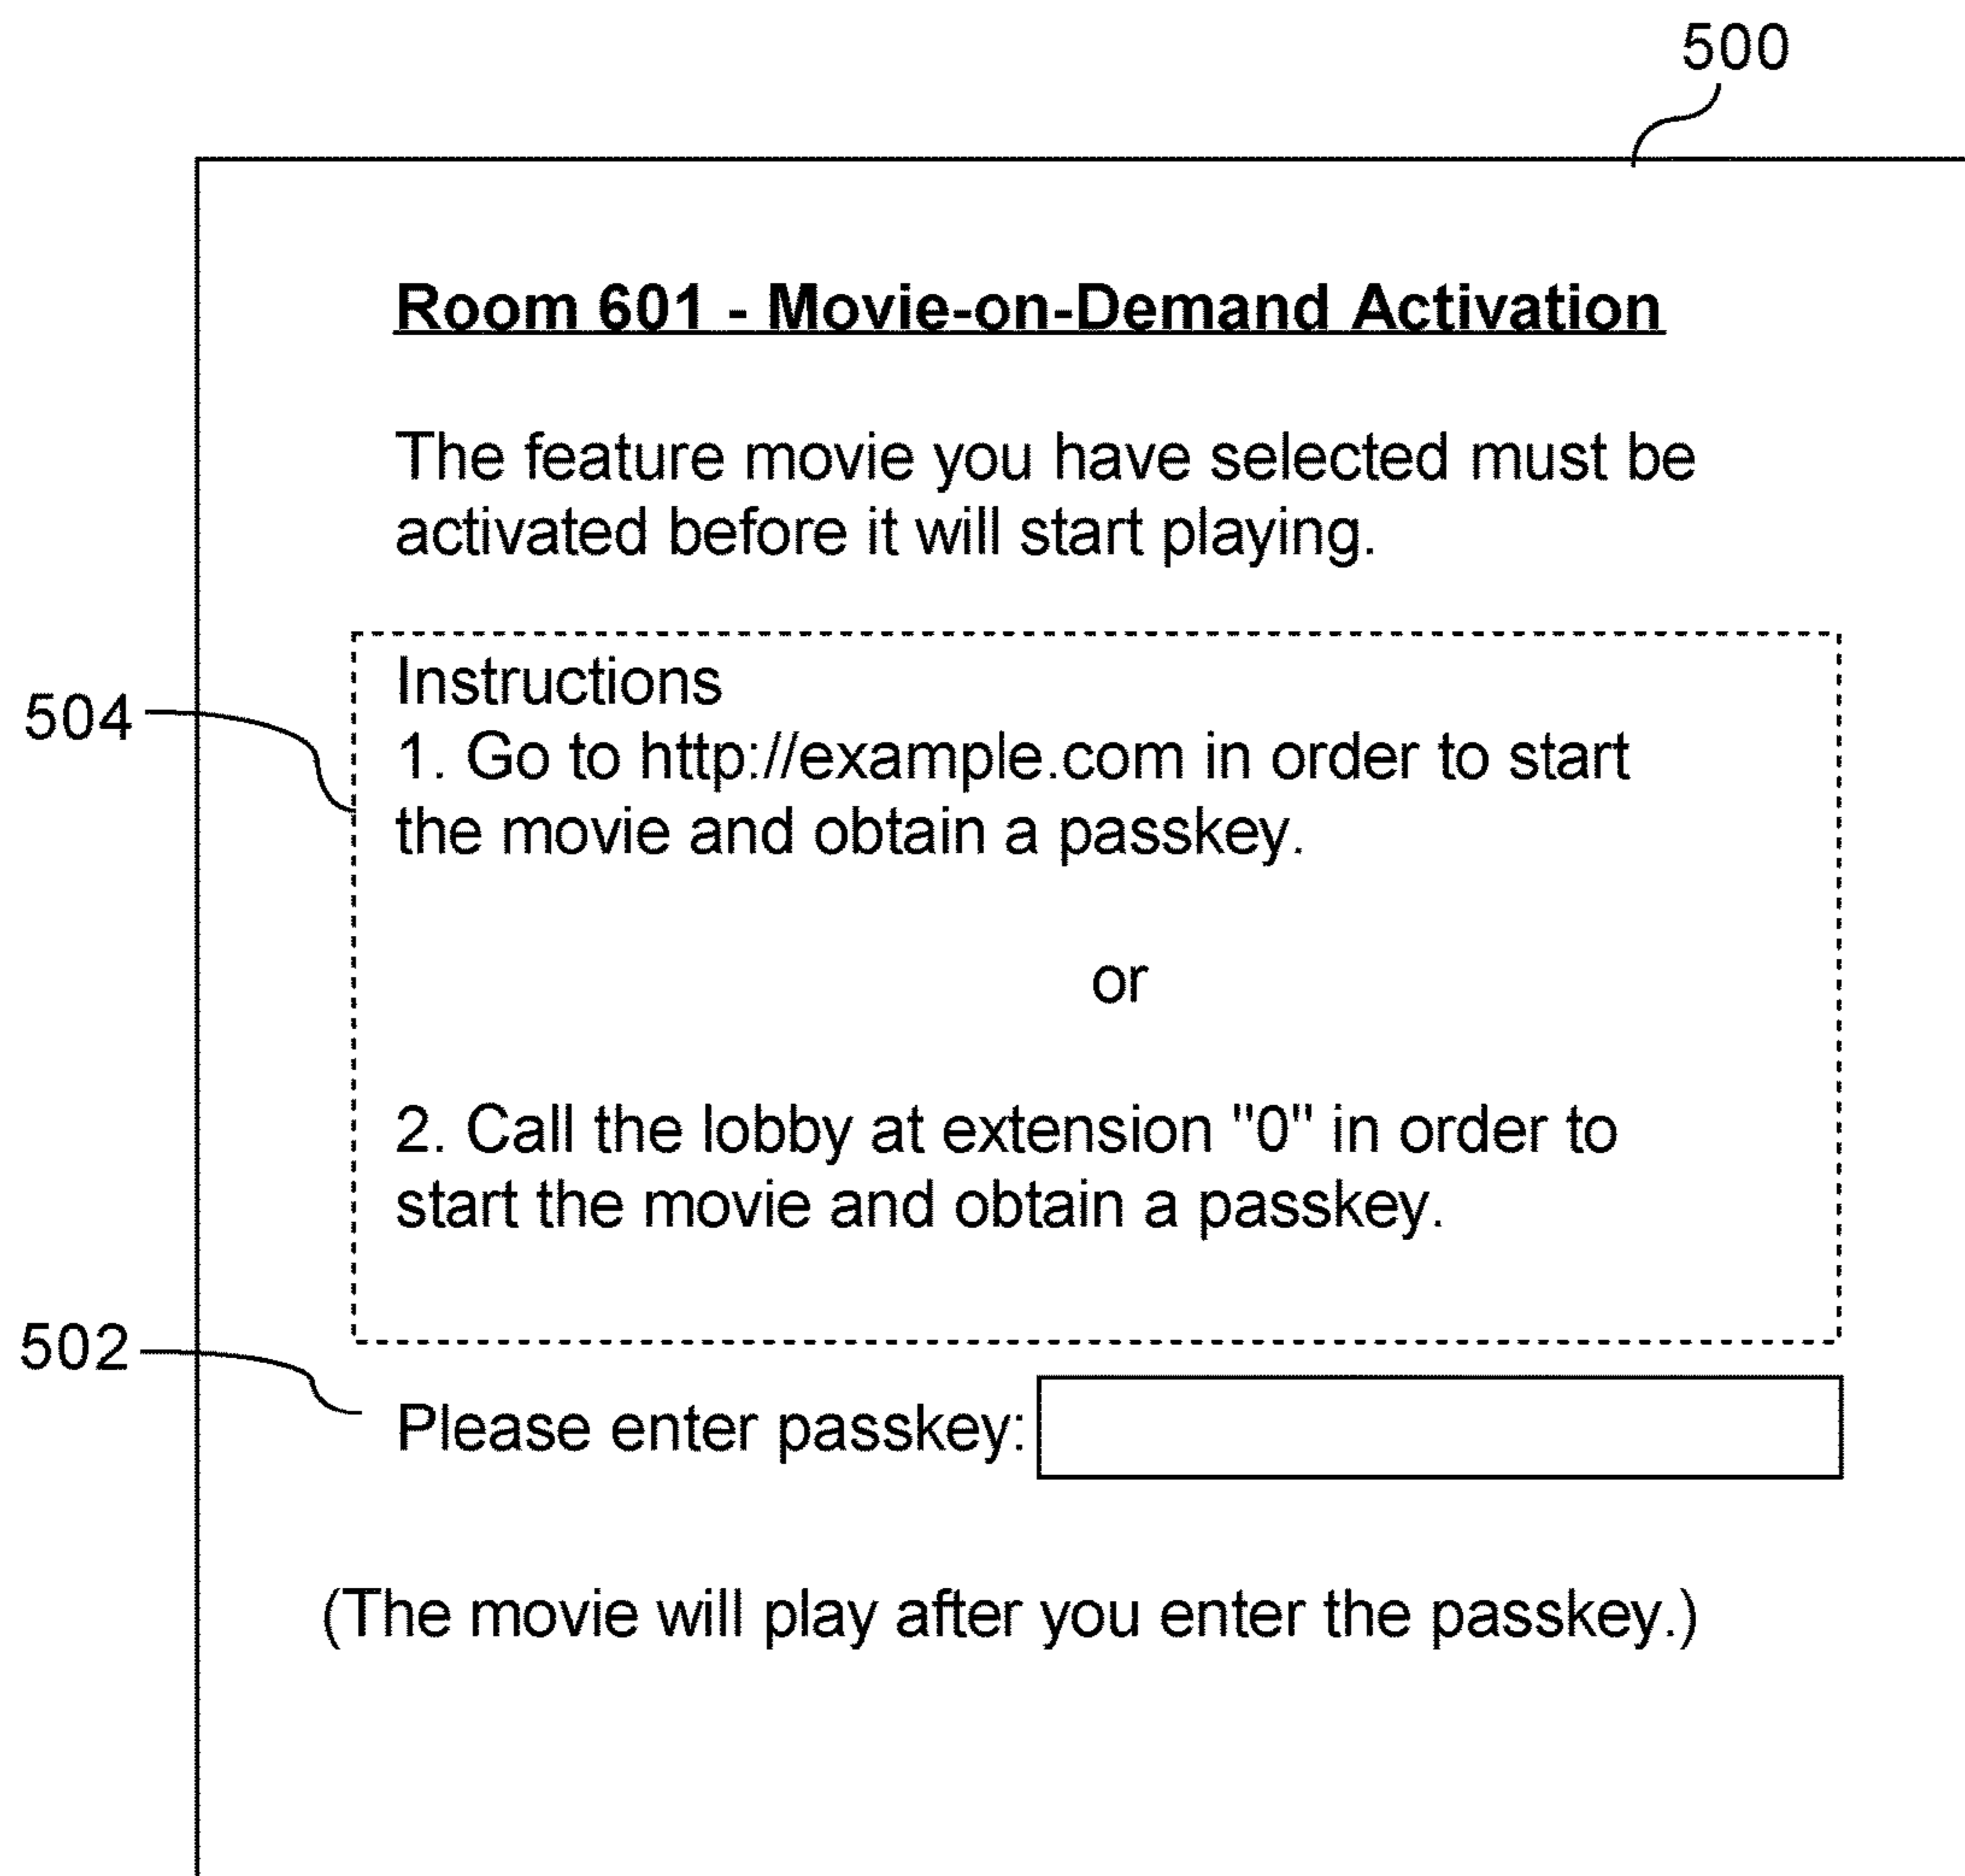 500
Room 601 - Movie-on-Demand Activation
The feature movie you have selected must be
activated before it will start playing.
504
Instructions
1. Go to http://example.com in order to start
the movie and obtain a passkey.
or
2. Call the lobby at extension "0" in order to
start the movie and obtain a passkey.
502
Please enter passkey:
(The movie will play after you enter the passkey.)